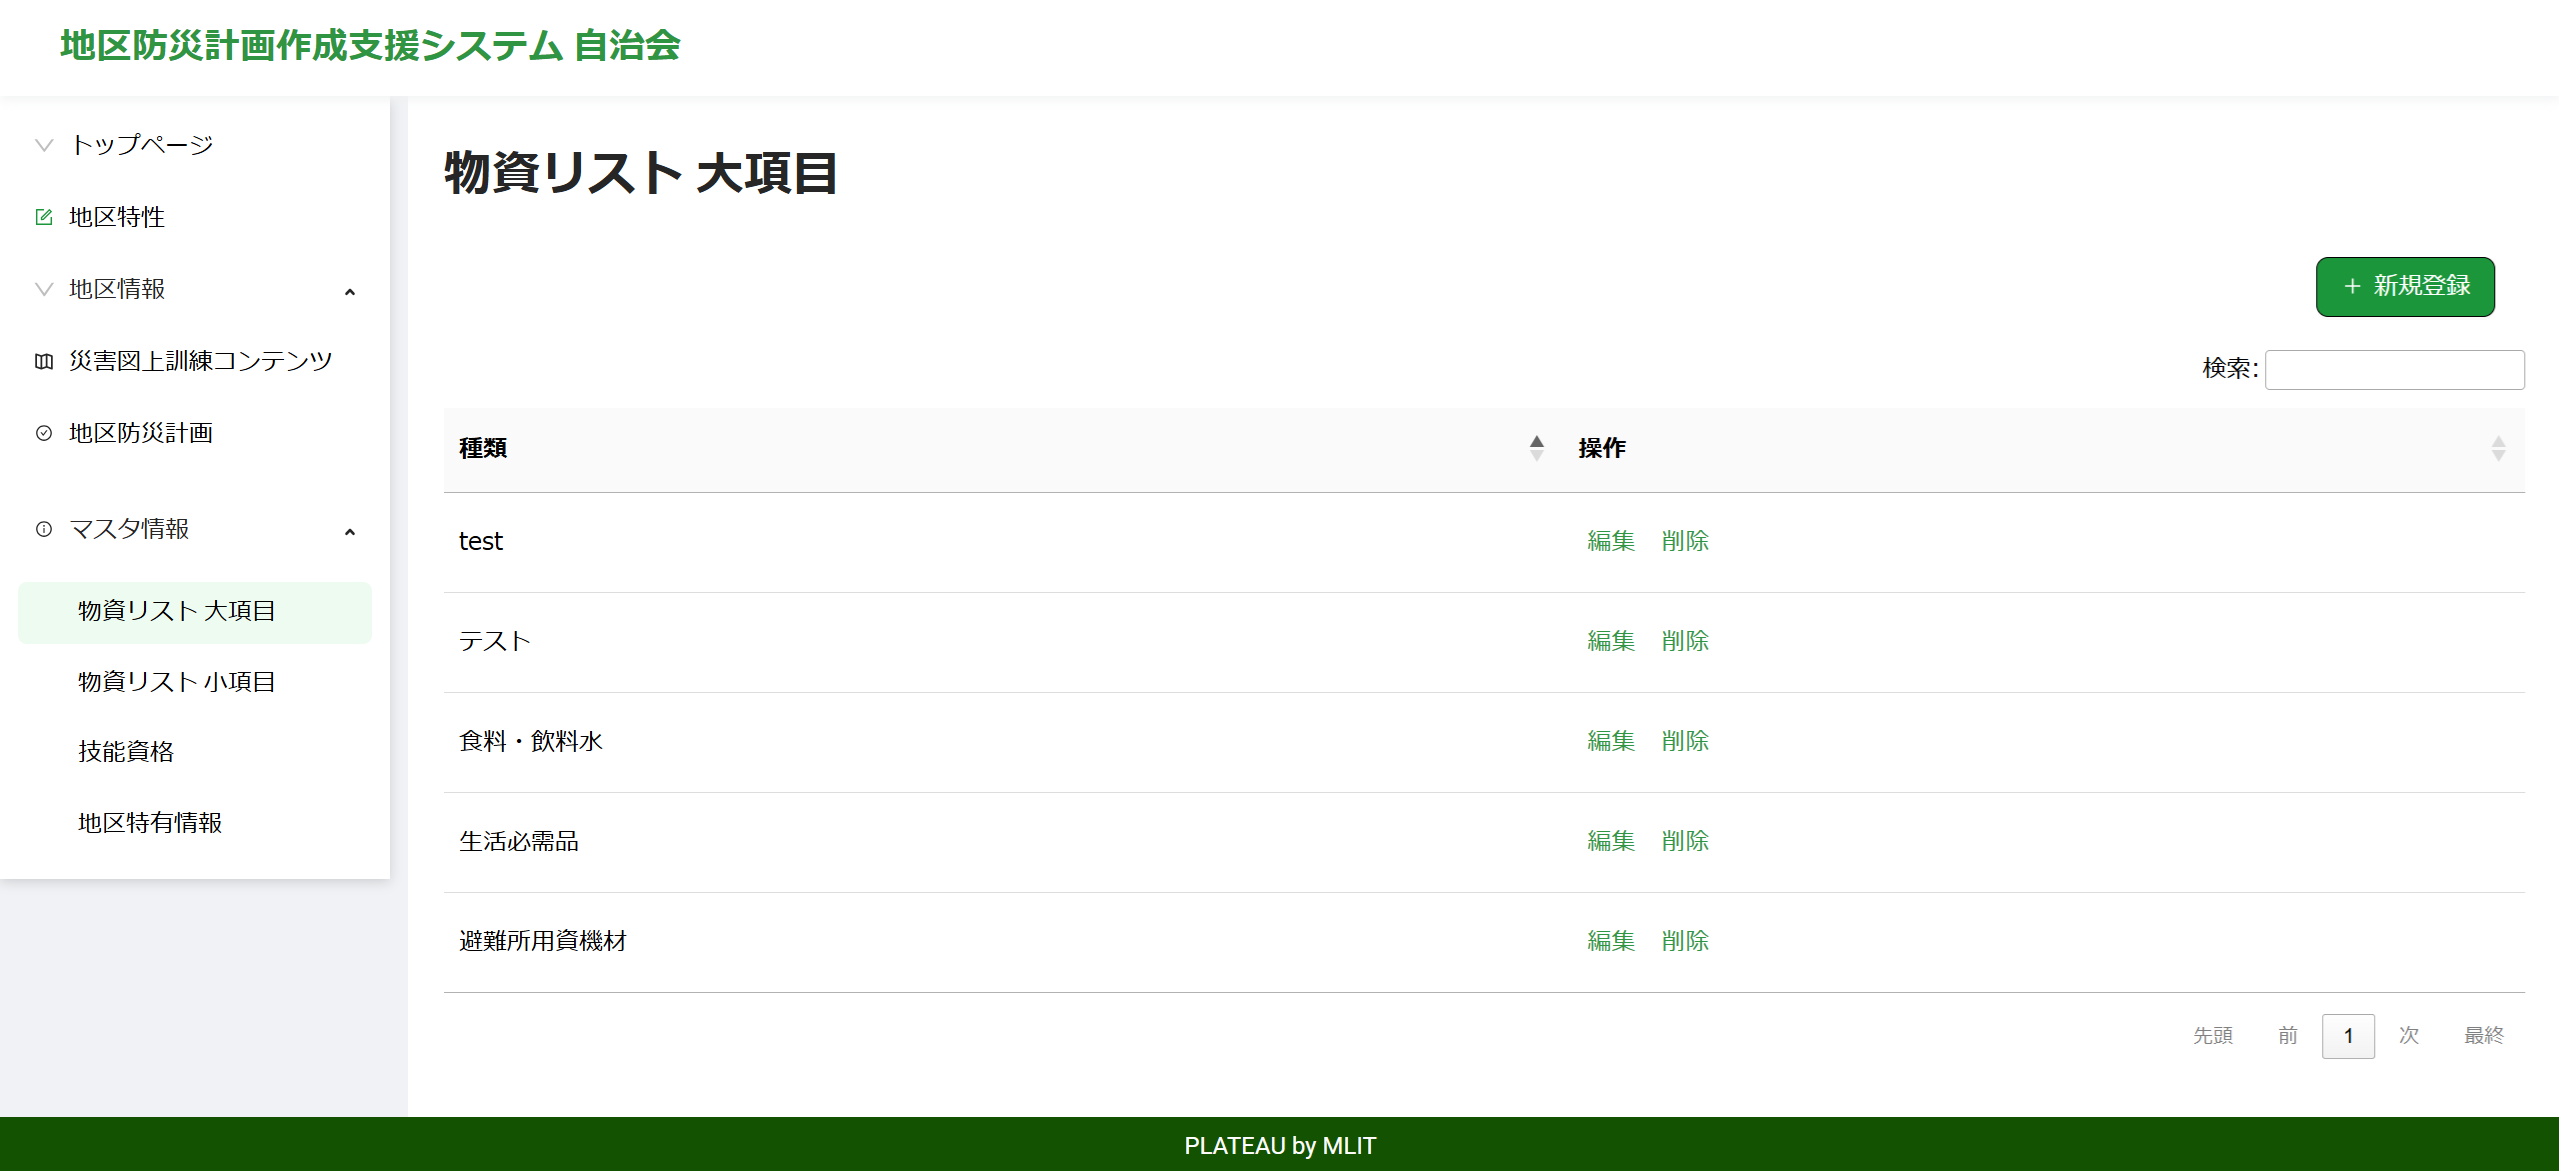 地区防災計画作成支援システム 自治会
トップページ
地区特性
地区情報
災害図上訓練コンテンツ
地区防災計画
マスタ情報
物資リスト 大項目
物資リスト 小項目
技能資格
地区特有情報
物資リスト 大項目
+ 新規登録
検索:
種類 操作
test 編集 削除
テスト 編集 削除
食料・飲料水 編集 削除
生活必需品 編集 削除
避難所用資機材 編集 削除
先頭 前 1 次 最終
PLATEAU by MLIT